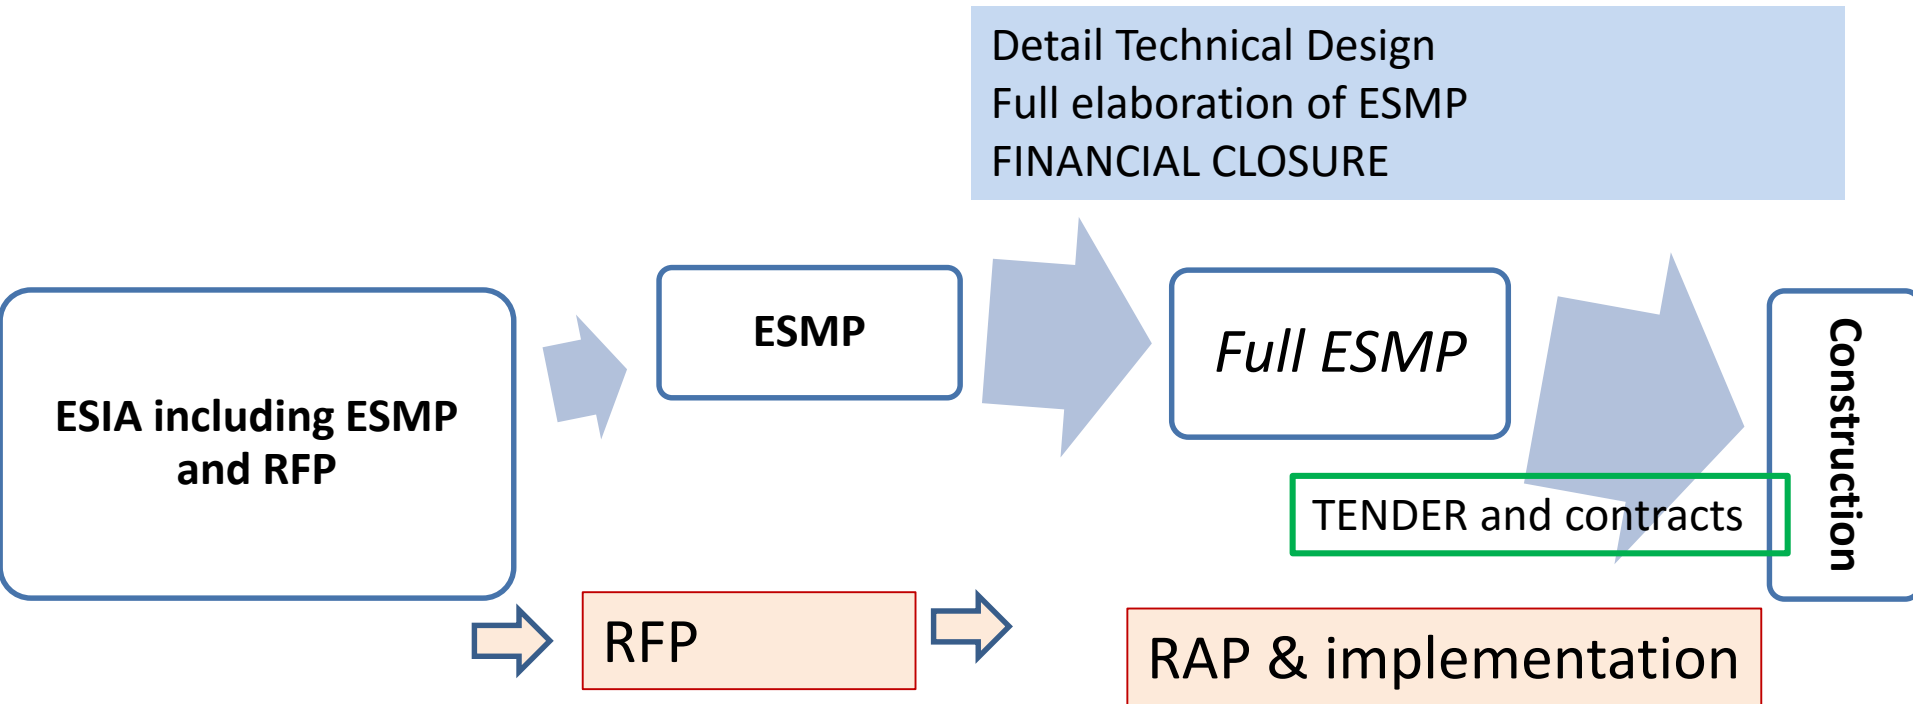 Detail Technical Design
Full elaboration of ESMP
FINANCIAL CLOSURE
ESIA including ESMP
and RFP
ESMP
Full ESMP
Construction
TENDER and contracts
RFP
RAP & implementation